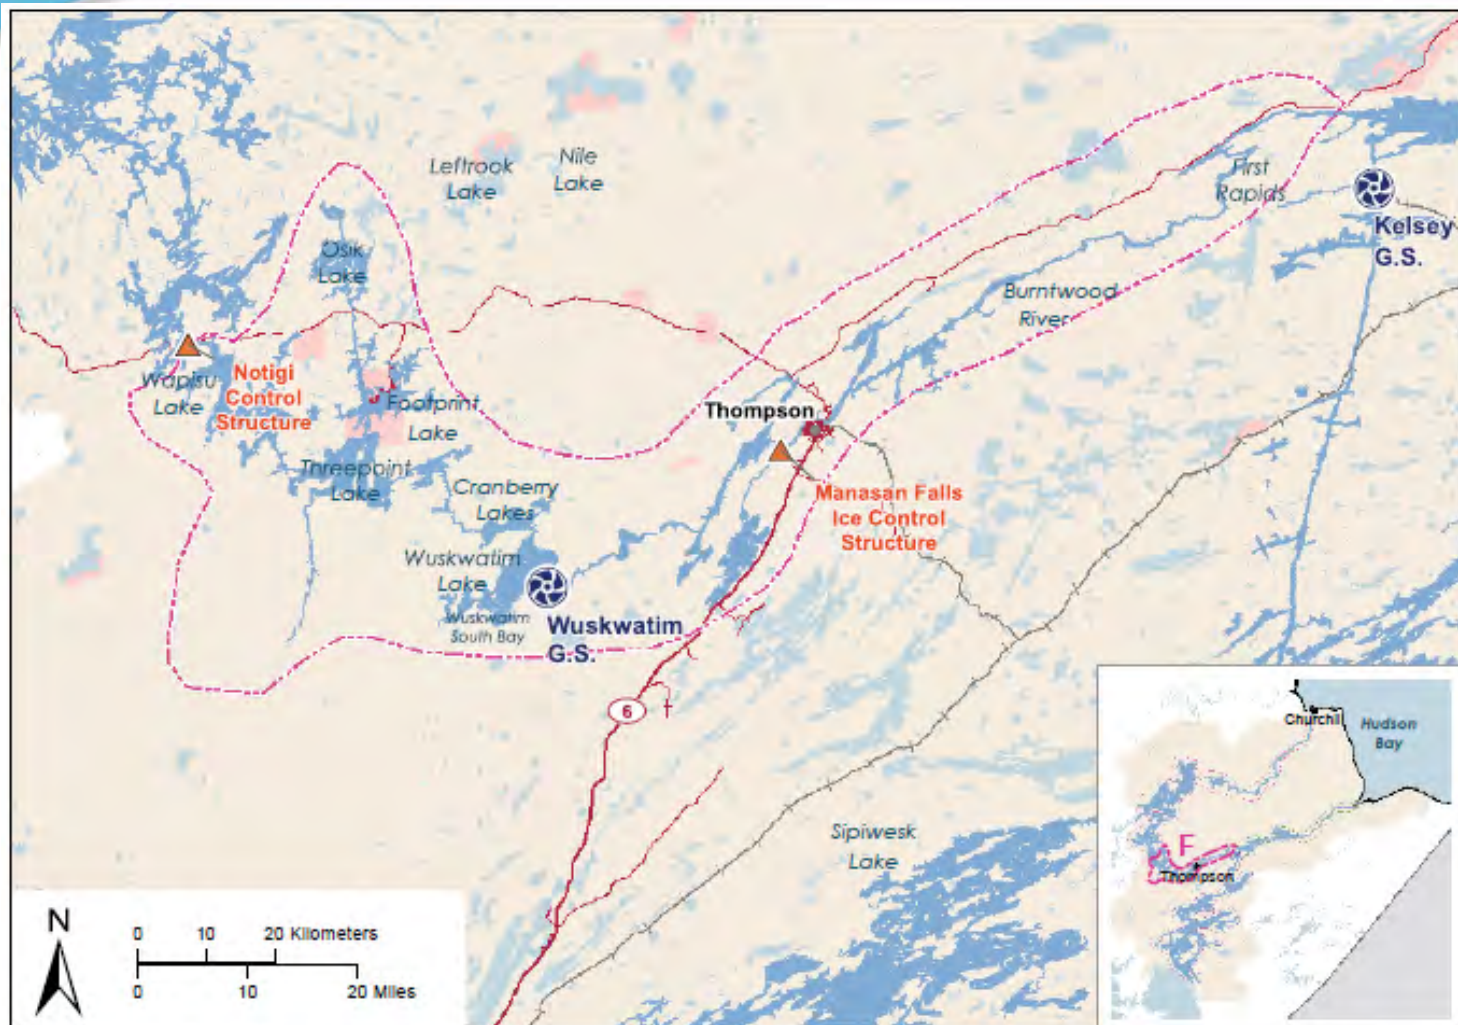 Leftrook
Lake
Nile
Lake
First
Rapids
Kelsey
G.S.
Osik
Lake
Burntwood
River
Wapisu
Lake
Notigi
Control
Structure
Footprint
Lake
Thompson
Threepoint
Lake
Cranberry
Lakes
Manasan Falls
Ice Control
Structure
Wuskwatim
Lake
Wuskwatim
South Bay
Wuskwatim
G.S.
6
Sipiwesk
Lake
N
0 10 20 Kilometers
0 10 20 Miles
Churchill
Hudson
Bay
F
Thompson